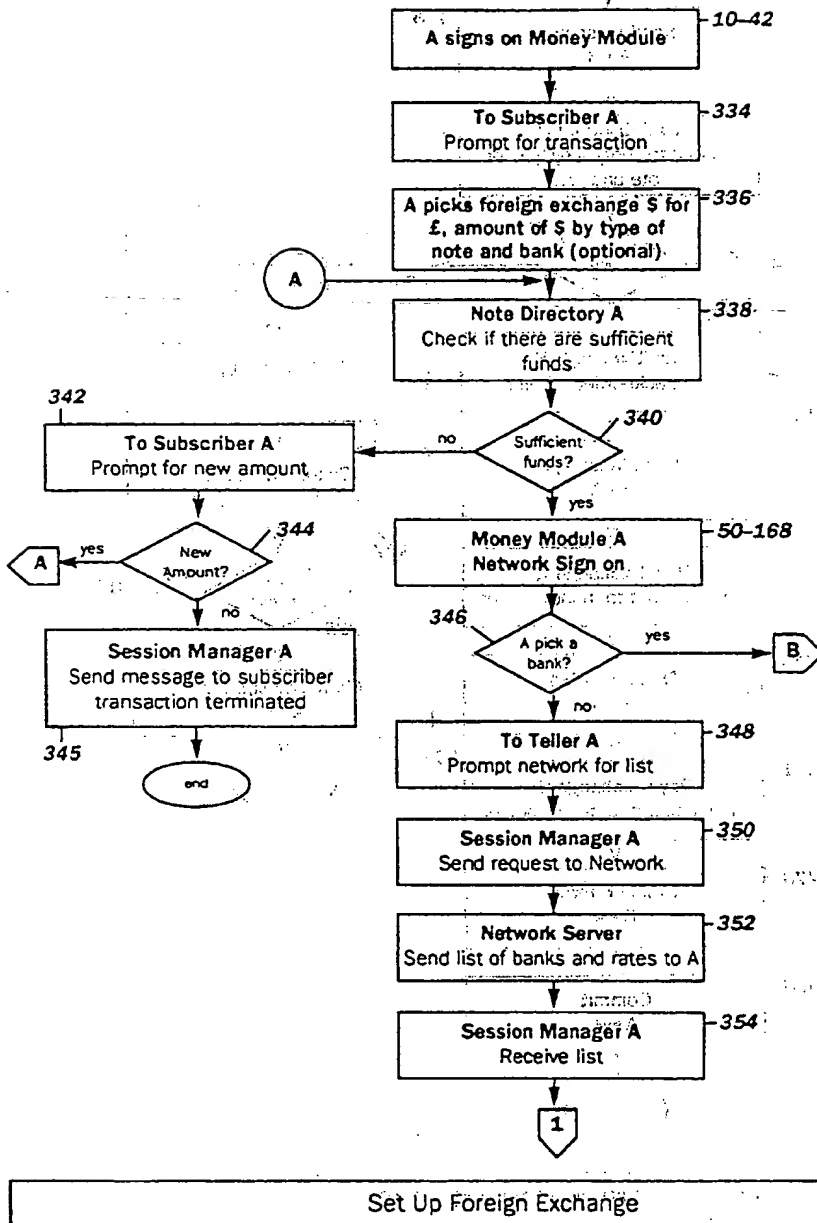 10–42
A signs on Money Module
334
To Subscriber A
Prompt for transaction
336
A picks foreign exchange $ for
£, amount of $ by type of
note and bank (optional)
A
338
Note Directory A
Check if there are sufficient
funds
340
Sufficient
funds?
no
yes
342
To Subscriber A
Prompt for new amount
344
New
Amount?
yes
A
no
Session Manager A
Send message to subscriber
transaction terminated
345
end
50–168
Money Module A
Network Sign on
346
A pick a
bank?
yes
B
no
348
To Teller A
Prompt network for list
350
Session Manager A
Send request to Network
352
Network Server
Send list of banks and rates to A
354
Session Manager A
Receive list
1
Set Up Foreign Exchange